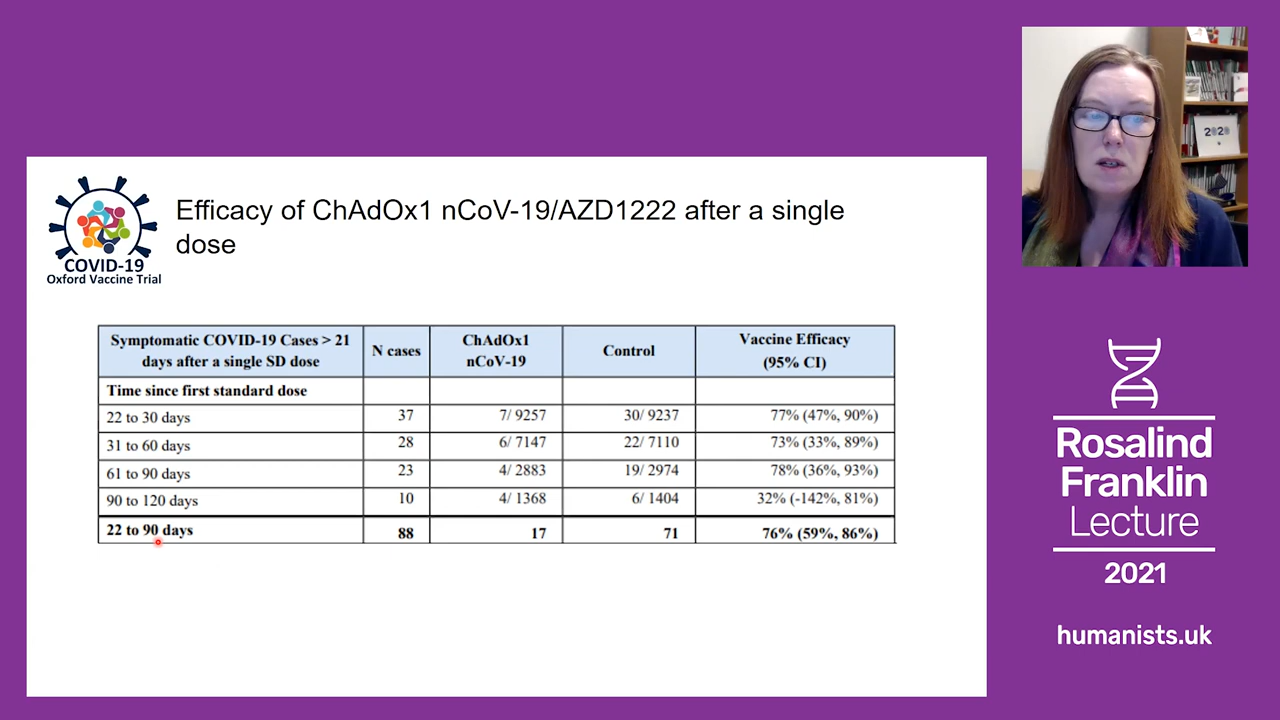 COVID-19
Oxford Vaccine Trial
Efficacy of ChAdOx1 nCoV-19/AZD1222 after a single
dose
Symptomatic COVID-19 Cases > 21
days after a single SD dose
N cases
ChAdOx1
nCoV-19
Control
Vaccine Efficacy
(95% CI)
Time since first standard dose
22 to 30 days 37 7/ 9257 30/ 9237 77% (47%, 90%)
31 to 60 days 28 6/ 7147 22/ 7110 73% (33%, 89%)
61 to 90 days 23 4/ 2883 19/ 2974 78% (36%, 93%)
90 to 120 days 10 4/ 1368 6/ 1404 32% (-142%, 81%)
22 to 90 days 88 17 71 76% (59%, 86%)
2020
Rosalind
Franklin
Lecture
2021
humanists.uk